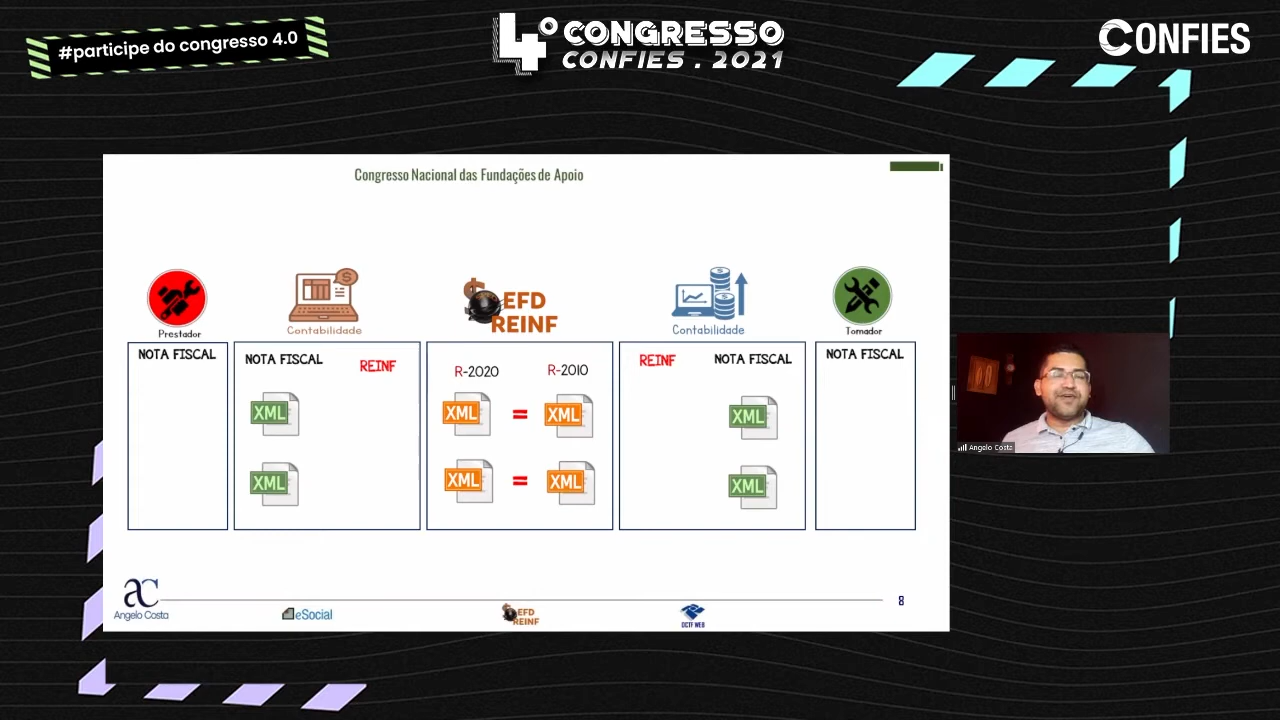 #participe do congresso 4.0
4º CONGRESSO
CONFIES . 2021
CONFIES
Congresso Nacional das Fundações de Apoio
Prestador
Contabilidade
EFD
REINF
Contabilidade
Tomador
NOTA FISCAL
NOTA FISCAL
REINF
R-2020
R-2010
REINF
NOTA FISCAL
NOTA FISCAL
XML
XML = XML
XML
XML
XML = XML
XML
Angelo Costa
AC
Angelo Costa
eSocial
EFD
REINF
DCTF WEB
8